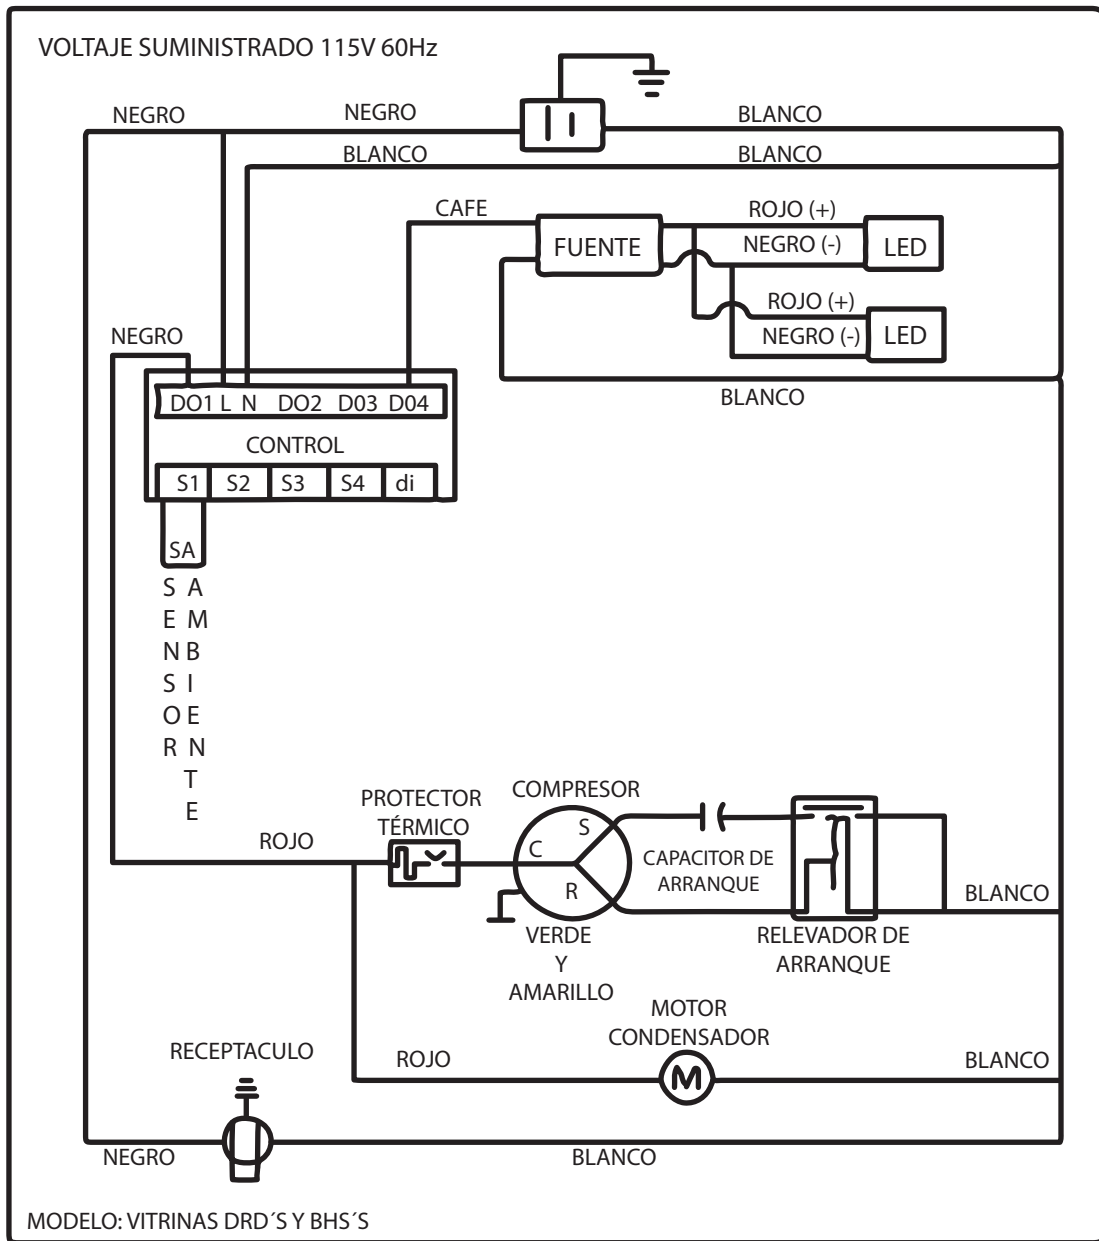 VOLTAJE SUMINISTRADO 115V 60Hz
NEGRO
NEGRO
BLANCO
BLANCO
BLANCO
CAFE
ROJO (+)
FUENTE
NEGRO (-)
LED
ROJO (+)
NEGRO
NEGRO (-)
LED
BLANCO
DO1 L N DO2 D03 D04
CONTROL
S1 S2 S3 S4 di
SA
SENSOR
AMBIENTE
COMPRESOR
PROTECTOR
TÉRMICO
ROJO
S
C
R
CAPACITOR DE
ARRANQUE
BLANCO
VERDE
Y
AMARILLO
RELEVADOR DE
ARRANQUE
MOTOR
CONDENSADOR
RECEPTACULO
ROJO
M
BLANCO
NEGRO
BLANCO
MODELO: VITRINAS DRD´S Y BHS´S